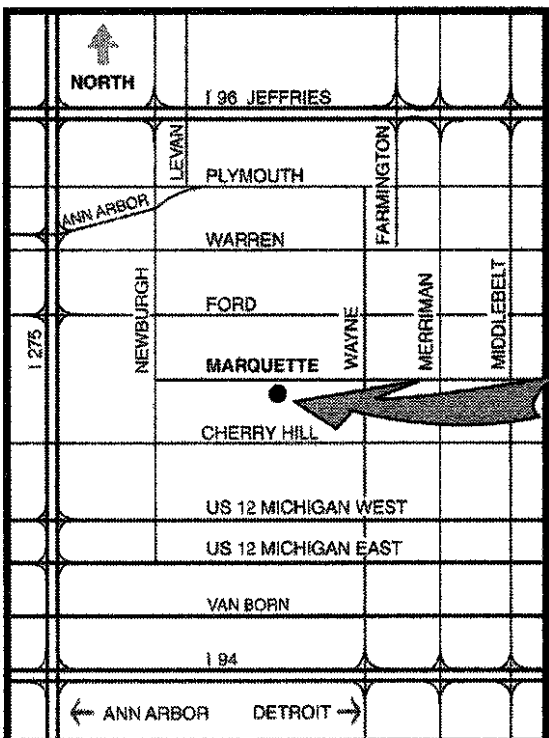 NORTH
I 96 JEFFRIES
LEVAN
FARMINGTON
PLYMOUTH
ANN ARBOR
WARREN
NEWBURGH
FORD
WAYNE
MERRIMAN
MIDDLEBELT
I 275
MARQUETTE
CHERRY HILL
US 12 MICHIGAN WEST
US 12 MICHIGAN EAST
VAN BORN
I 94
← ANN ARBOR DETROIT →